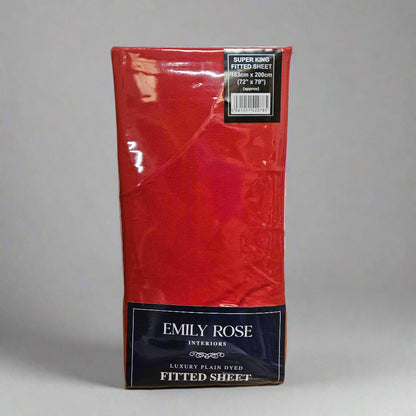 SUPER KING
FITTED SHEET
183cm x 200cm
(72" x 79")
(approx)
EMILY ROSE
INTERIORS
LUXURY PLAIN DYED
FITTED SHEET